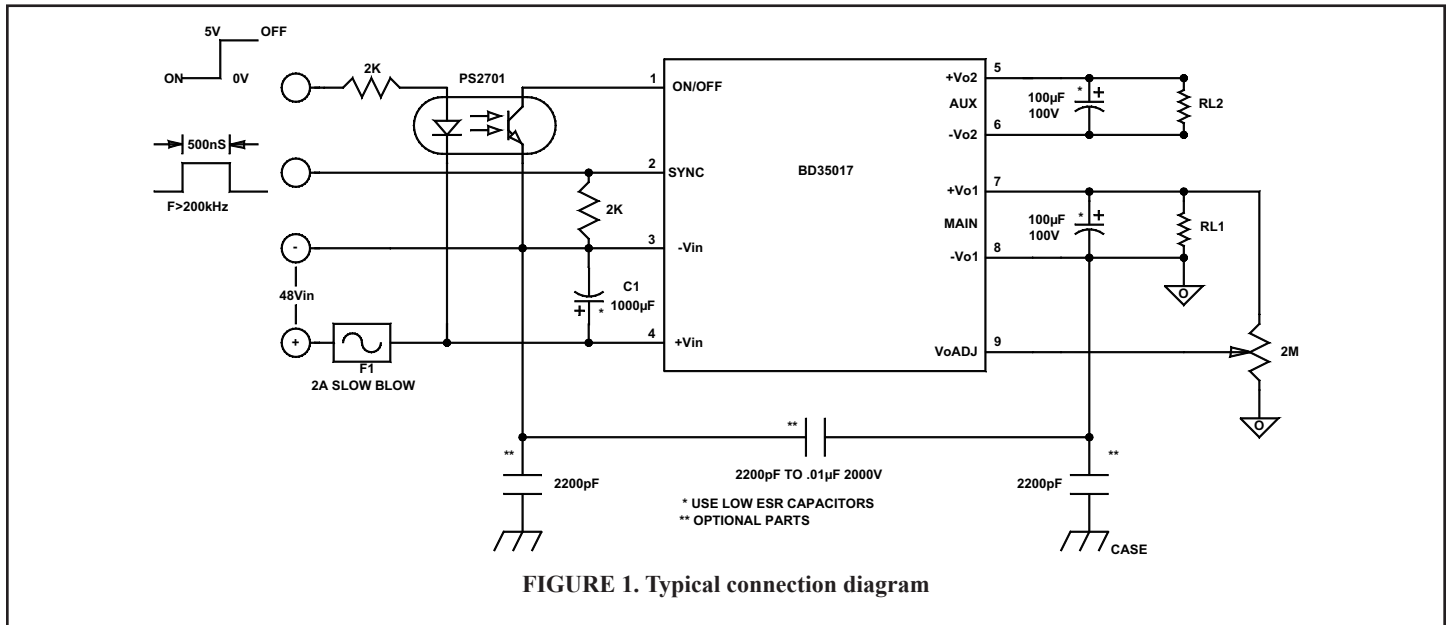 5V
OFF
ON
0V
2K
PS2701
1
ON/OFF
500nS
F>200kHz
2
SYNC
2K
-
3
-Vin
48Vin
C1
1000µF
+
*
+
4
+Vin
F1
2A SLOW BLOW
BD35017
+Vo2
5
AUX
-Vo2
6
*
+
100µF
100V
RL2
+Vo1
7
MAIN
-Vo1
8
*
+
100µF
100V
RL1
O
VoADJ
9
2M
O
**
2200pF
**
2200pF TO .01µF 2000V
* USE LOW ESR CAPACITORS
** OPTIONAL PARTS
**
2200pF
CASE
FIGURE 1. Typical connection diagram